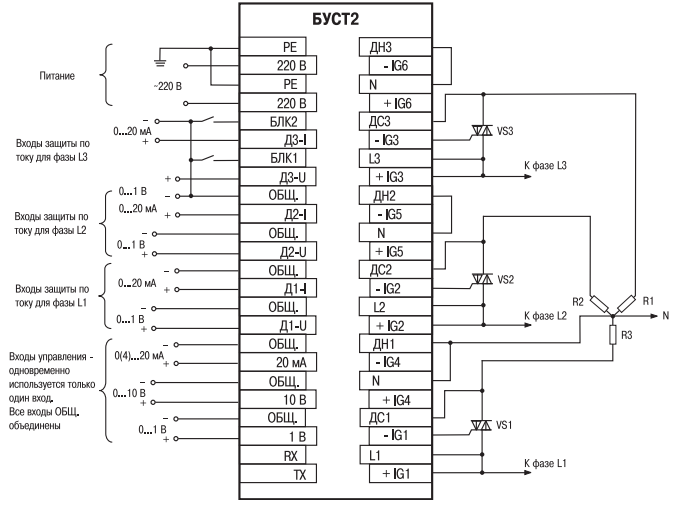 БУСТ2
Питание
~220 В
PE
220 В
PE
220 В
Входы защиты по
току для фазы L3
–
0...20 мА
+
+
БЛК2
Д3-I
БЛК1
Д3-U
Входы защиты по
току для фазы L2
0...1 В
–
0...20 мА
+
–
0...1 В
+
ОБЩ.
Д2-I
ОБЩ.
Д2-U
Входы защиты по
току для фазы L1
–
0...20 мА
+
–
0...1 В
+
ОБЩ.
Д1-I
ОБЩ.
Д1-U
Входы управления -
одновременно
используется только
один вход.
Все входы ОБЩ.
объединены
–
0(4)...20 мА
+
–
0...10 В
+
–
0...1 В
+
ОБЩ.
20 мА
ОБЩ.
10 В
ОБЩ.
1 В
RX
TX
ДН3
- IG6
N
+ IG6
ДС3
- IG3
L3
+ IG3
ДН2
- IG5
N
+ IG5
ДС2
- IG2
L2
+ IG2
ДН1
- IG4
N
+ IG4
ДС1
- IG1
L1
+ IG1
VS3
К фазе L3
VS2
К фазе L2
VS1
К фазе L1
R2
R1
R3
N